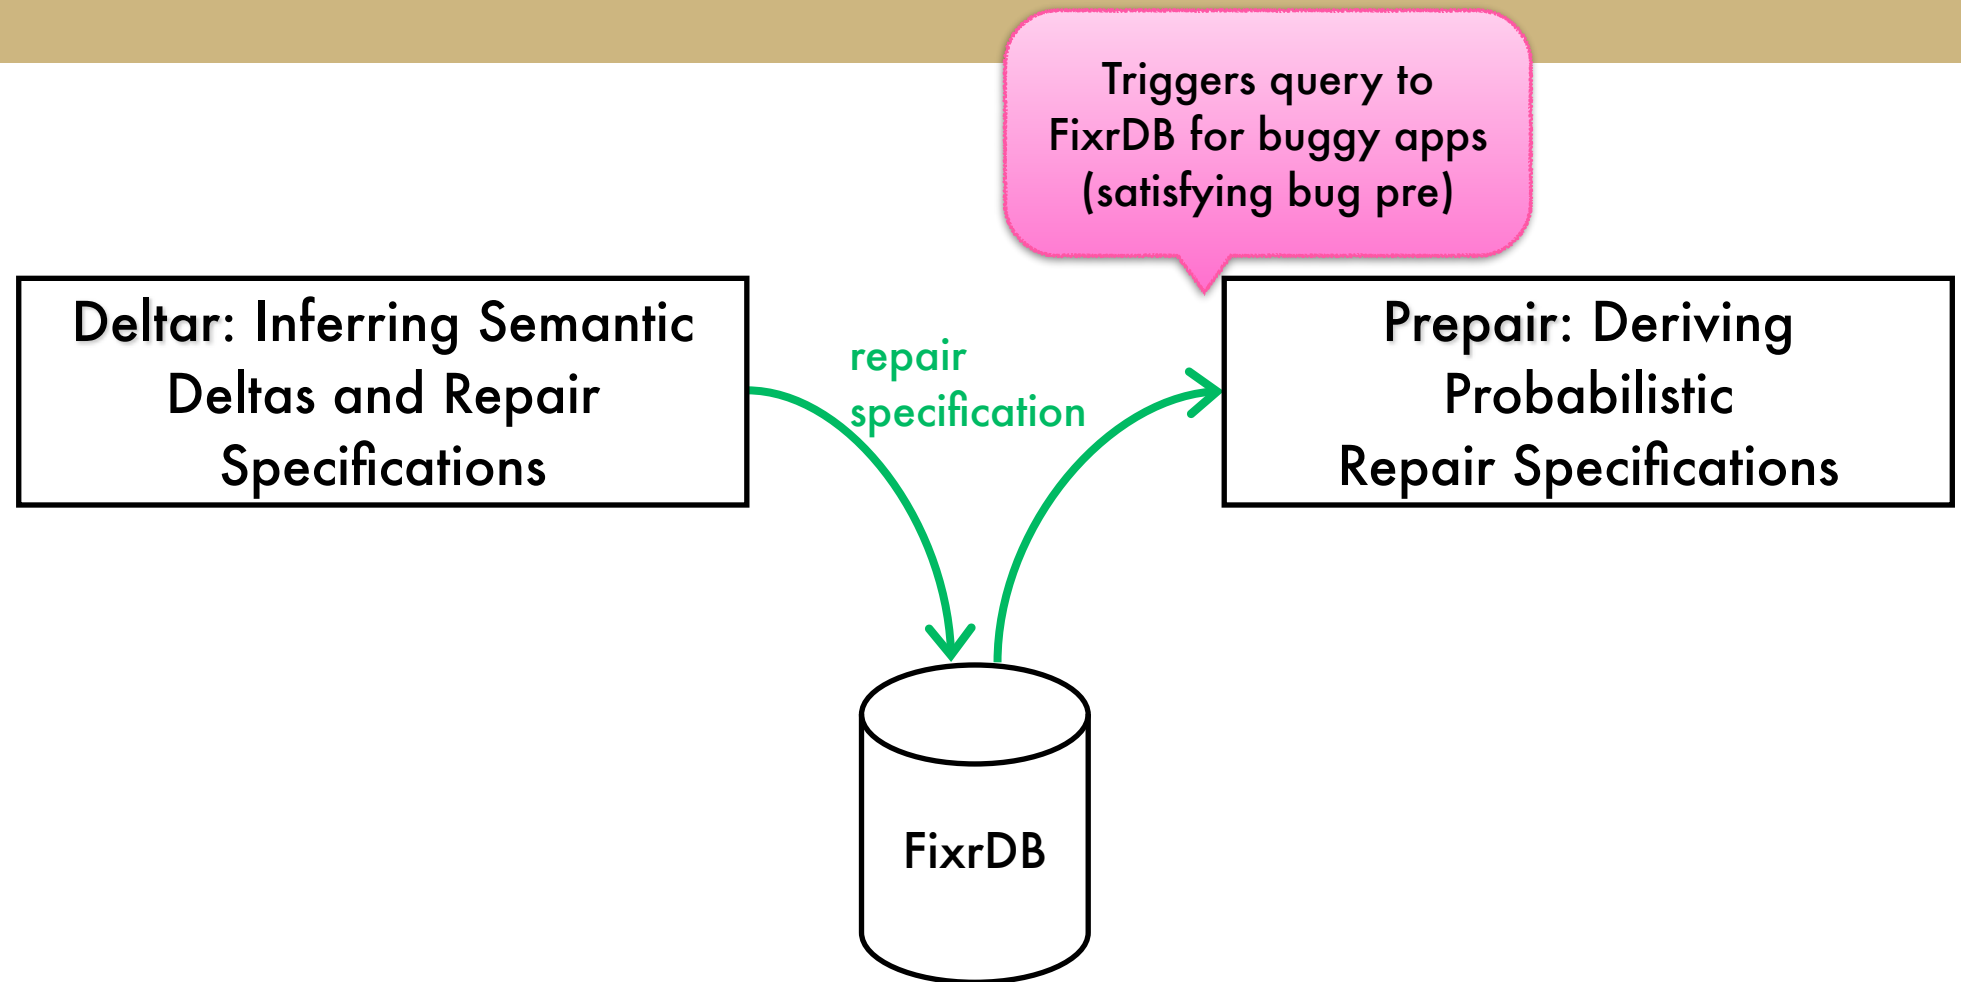 Triggers query to
FixrDB for buggy apps
(satisfying bug pre)
Deltar: Inferring Semantic
Deltas and Repair
Specifications
repair
specification
Prepair: Deriving
Probabilistic
Repair Specifications
FixrDB